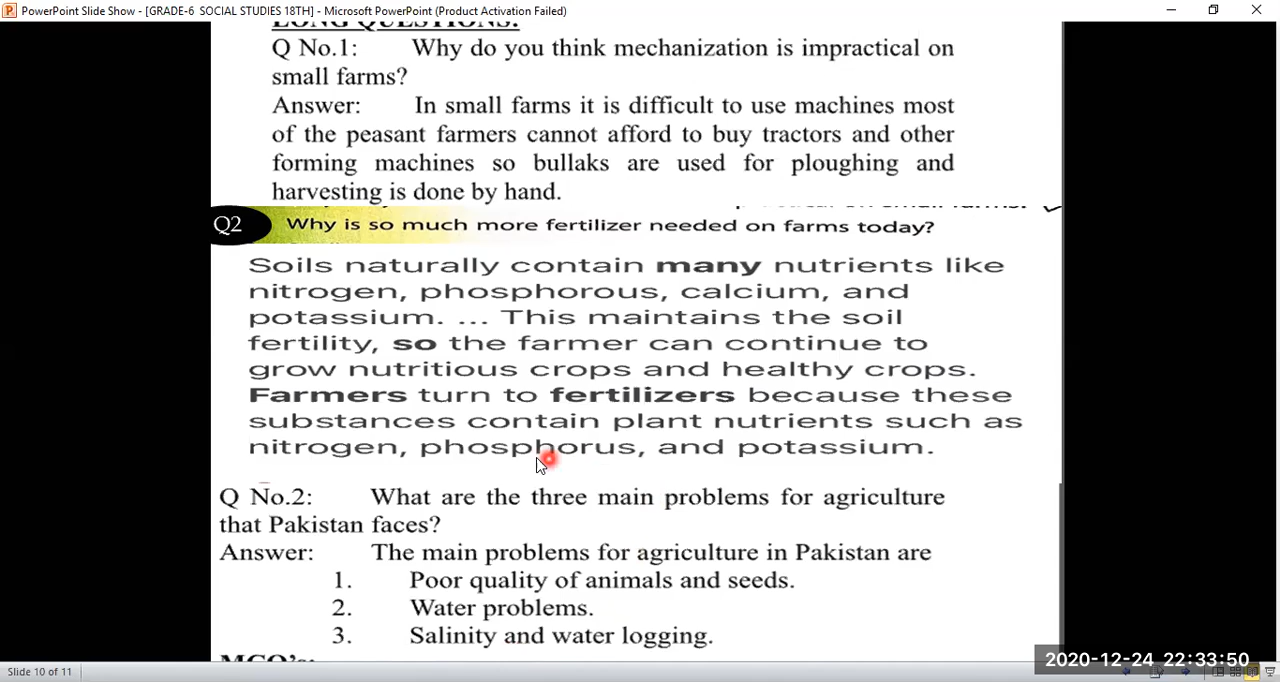 PowerPoint Slide Show - [GRADE-6 SOCIAL STUDIES 18TH] - Microsoft PowerPoint (Product Activation Failed)
LONG QUESTIONS:
Q No.1: Why do you think mechanization is impractical on
small farms?
Answer: In small farms it is difficult to use machines most
of the peasant farmers cannot afford to buy tractors and other
forming machines so bullaks are used for ploughing and
harvesting is done by hand.
Q2 Why is so much more fertilizer needed on farms today?
Soils naturally contain many nutrients like
nitrogen, phosphorous, calcium, and
potassium. ... This maintains the soil
fertility, so the farmer can continue to
grow nutritious crops and healthy crops.
Farmers turn to fertilizers because these
substances contain plant nutrients such as
nitrogen, phosphorus, and potassium.
Q No.2: What are the three main problems for agriculture
that Pakistan faces?
Answer: The main problems for agriculture in Pakistan are
1. Poor quality of animals and seeds.
2. Water problems.
3. Salinity and water logging.
MCQ's:
Slide 10 of 11
2020-12-24 22:33:50